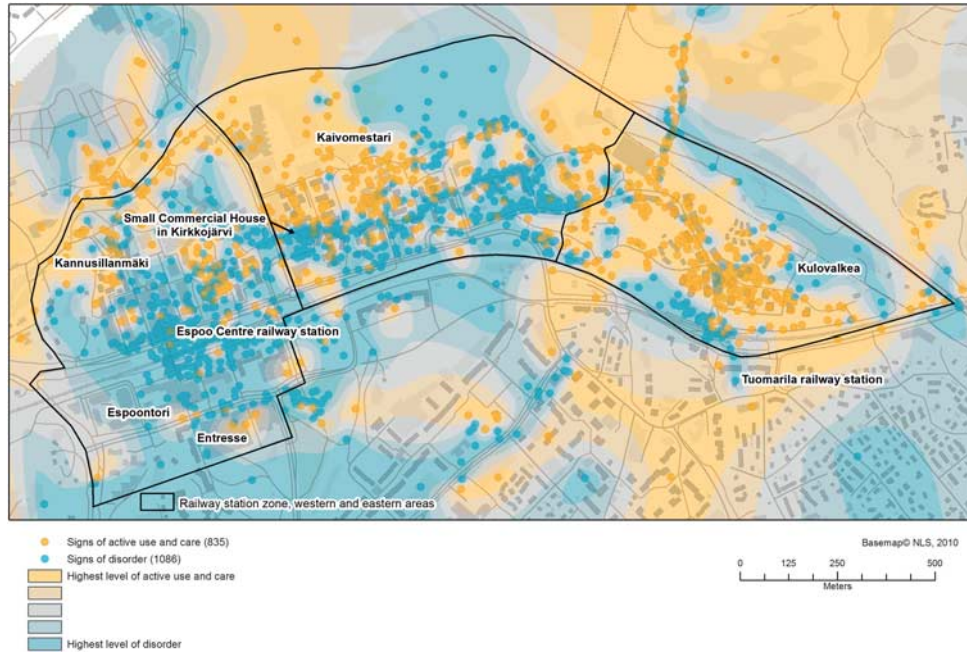 Kaivomestari
Small Commercial House
in Kirkkojärvi
Kannusillanmäki
Kulovalkea
Espoo Centre railway station
Tuomarila railway station
Espoontori
Entresse
Railway station zone, western and eastern areas
Signs of active use and care (835)
Signs of disorder (1086)
Highest level of active use and care
Highest level of disorder
Basemap© NLS, 2010
0 125 250 500
Meters